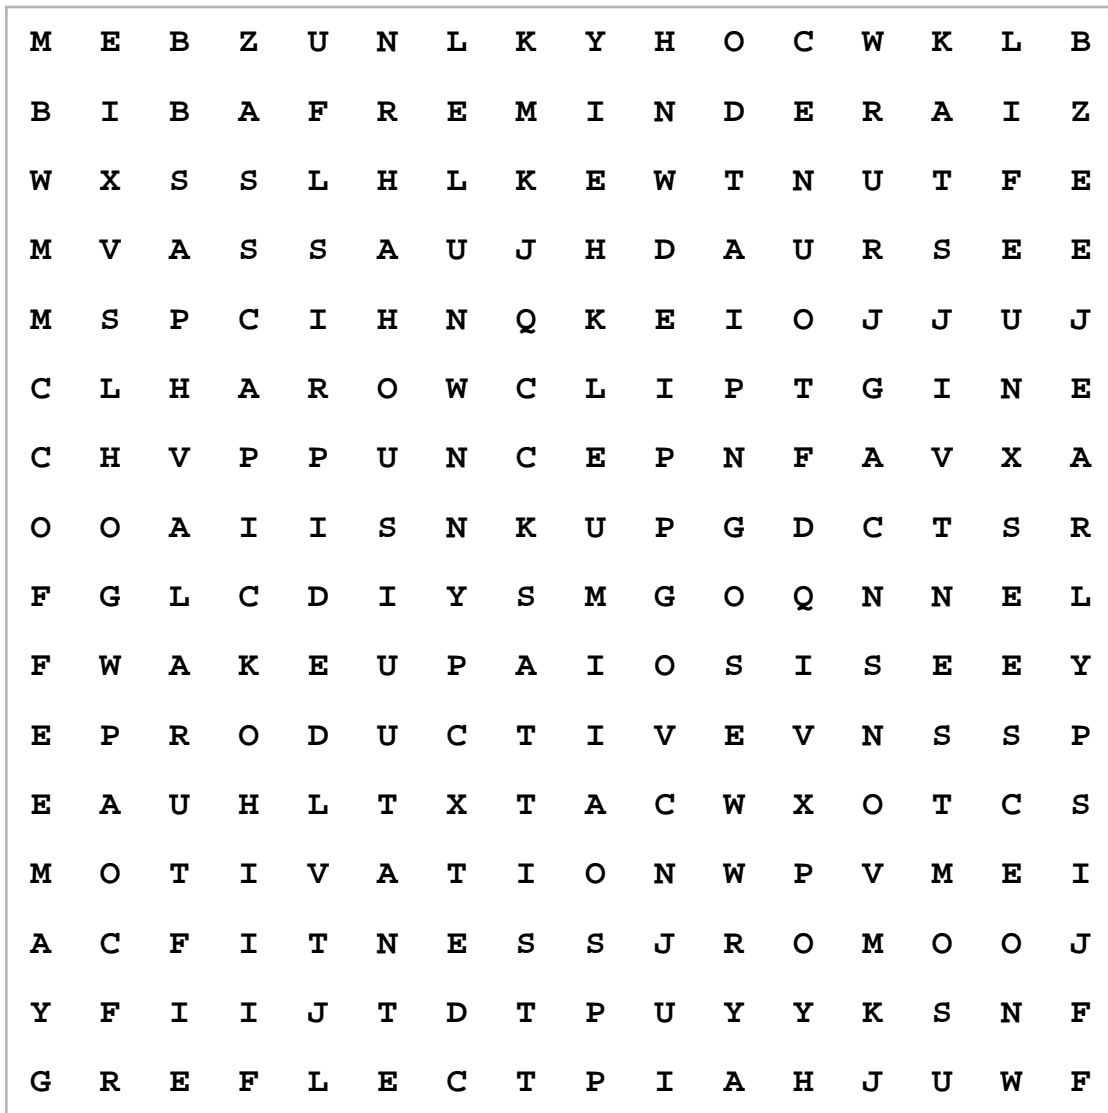 M E B Z U N L K Y H O C W K L B
B I B A F R E M I N D E R A I Z
W X S S L H L K E W T N U T F E
M V A S S A U J H D A U R S E E
M S P C I H N Q K E I O J J U J
C L H A R O W C L I P T G I N E
C H V P P U N C E P N F A V X A
O O A I I S N K U P G D C T S R
F G L C D I Y S M G O Q N N E L
F W A K E U P A I O S I S E E Y
E P R O D U C T I V E V N S S P
E A U H L T X T A C W X O T C S
M O T I V A T I O N W P V M E I
A C F I T N E S S J R O M O O J
Y F I I J T D T P U Y Y K S N F
G R E F L E C T P I A H J U W F